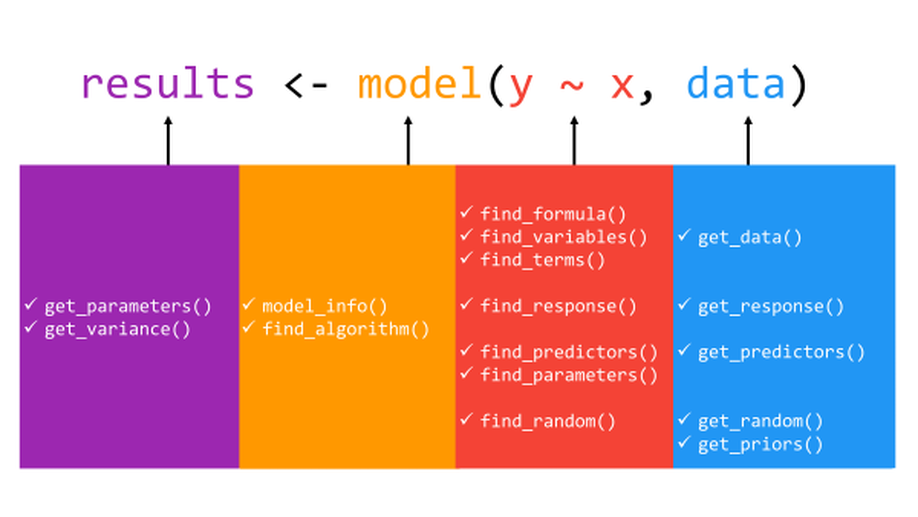 results <- model(y ~ x, data)
✓ get_parameters()
✓ get_variance()
✓ model_info()
✓ find_algorithm()
✓ find_formula()
✓ find_variables()
✓ find_terms()
✓ find_response()
✓ find_predictors()
✓ find_parameters()
✓ find_random()
✓ get_data()
✓ get_response()
✓ get_predictors()
✓ get_random()
✓ get_priors()